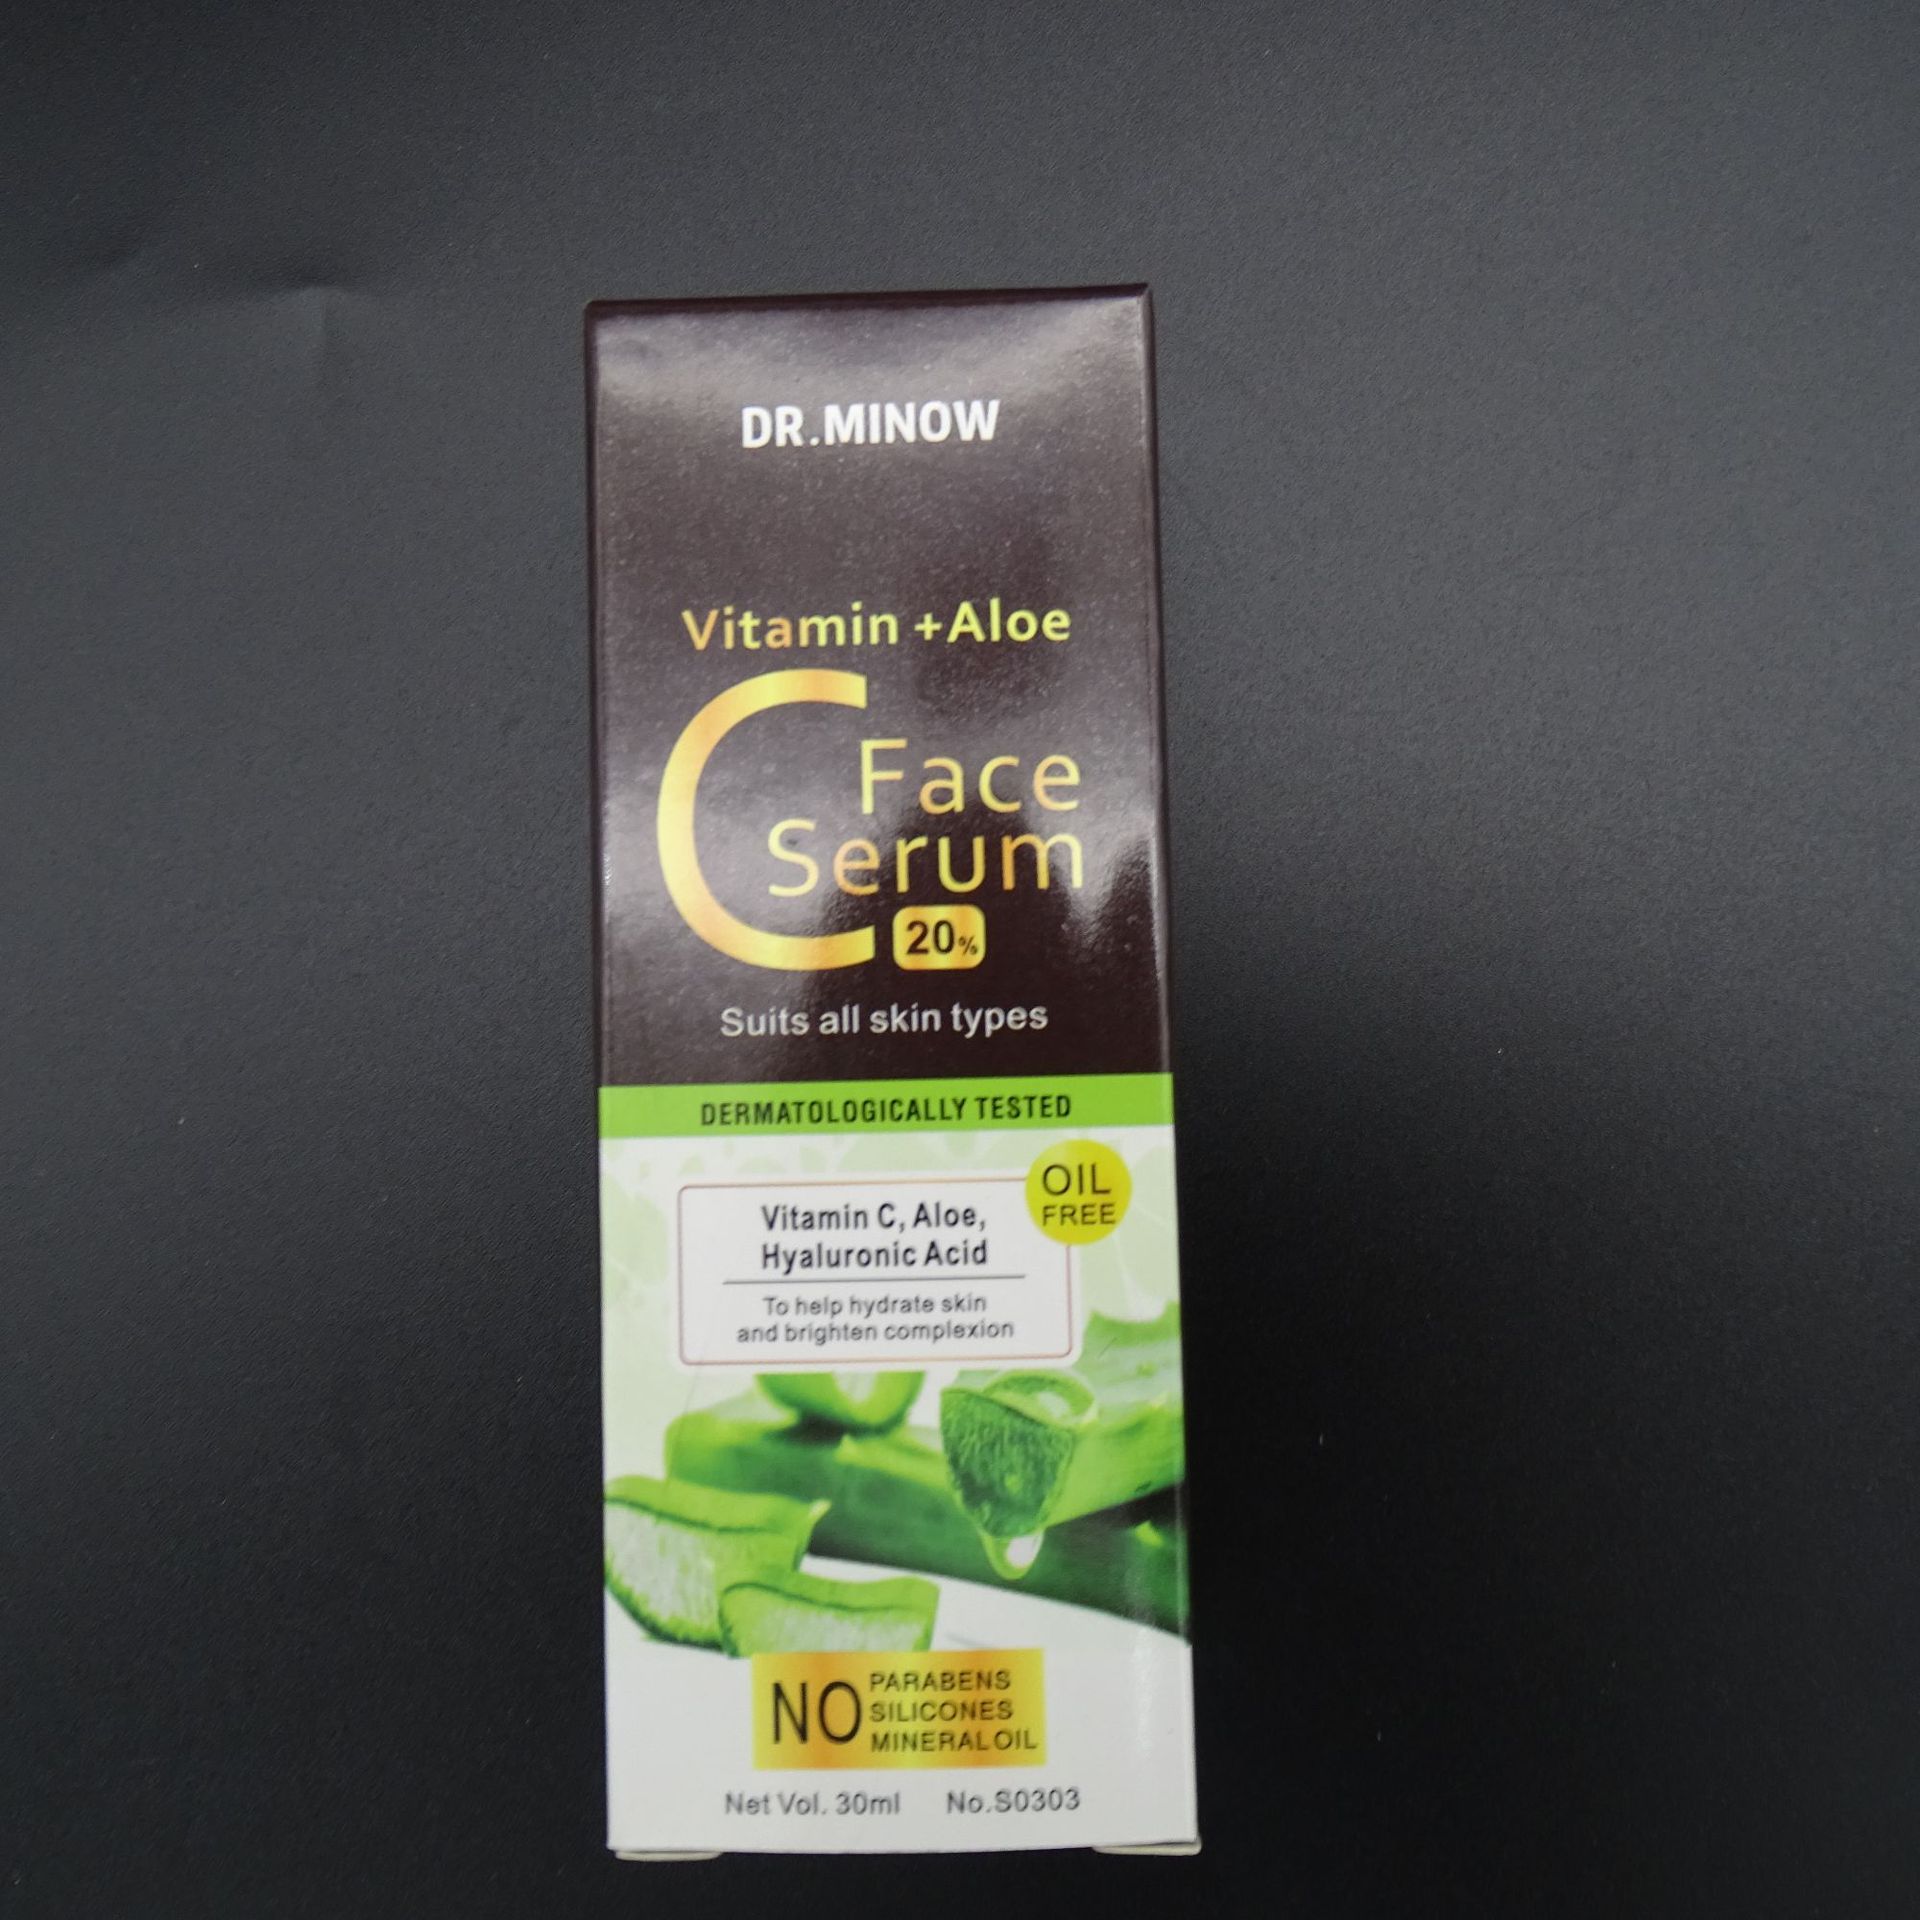 DR.MINOW
Vitamin +Aloe
C Face
Serum
20%
Suits all skin types
DERMATOLOGICALLY TESTED
OIL
FREE
Vitamin C, Aloe,
Hyaluronic Acid
To help hydrate skin
and brighten complexion
NO PARABENS
SILICONES
MINERAL OIL
Net Vol. 30ml No.S0303